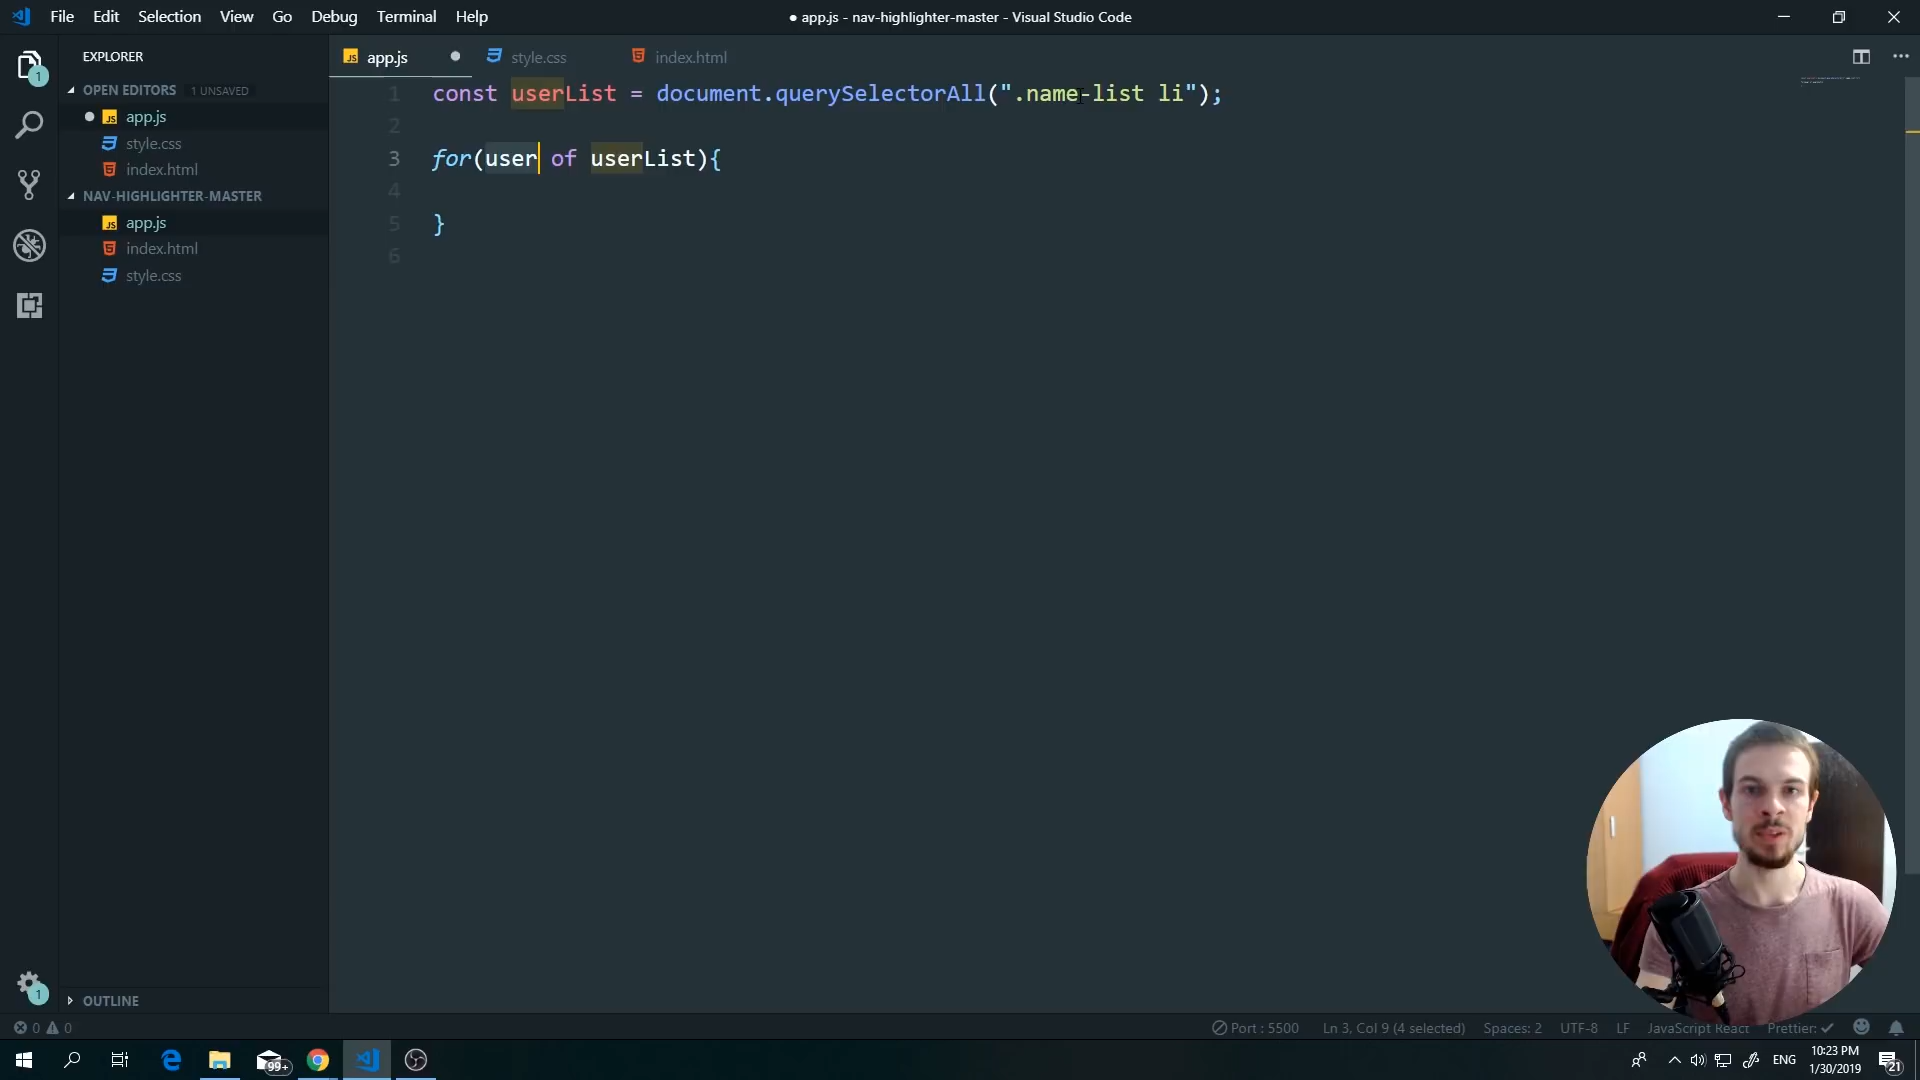 File Edit Selection View Go Debug Terminal Help
● app.js - nav-highlighter-master - Visual Studio Code
EXPLORER
OPEN EDITORS 1 UNSAVED
app.js
style.css
index.html
NAV-HIGHLIGHTER-MASTER
app.js
index.html
style.css
OUTLINE
app.js style.css index.html
1 const userList = document.querySelectorAll(".name-list li");
2
3 for(user of userList){
4
5 }
6
1
1
0 0
Port : 5500 Ln 3, Col 9 (4 selected) Spaces: 2 UTF-8 LF JavaScript React Prettier: ✓
99+
ENG
10:23 PM
1/30/2019
21